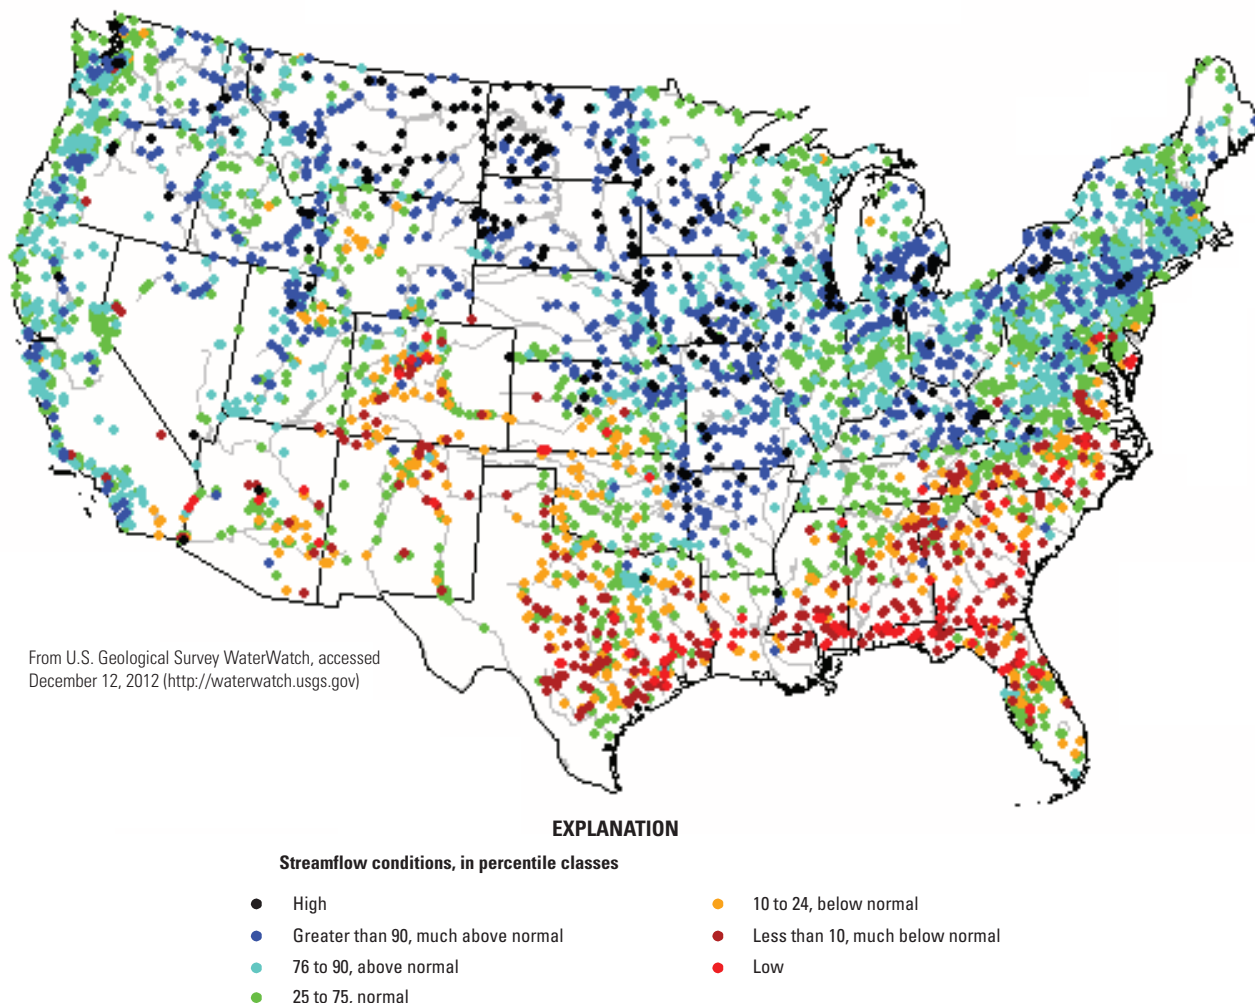 From U.S. Geological Survey WaterWatch, accessed
December 12, 2012 (http://waterwatch.usgs.gov)
EXPLANATION
Streamflow conditions, in percentile classes
High
Greater than 90, much above normal
76 to 90, above normal
25 to 75, normal
10 to 24, below normal
Less than 10, much below normal
Low